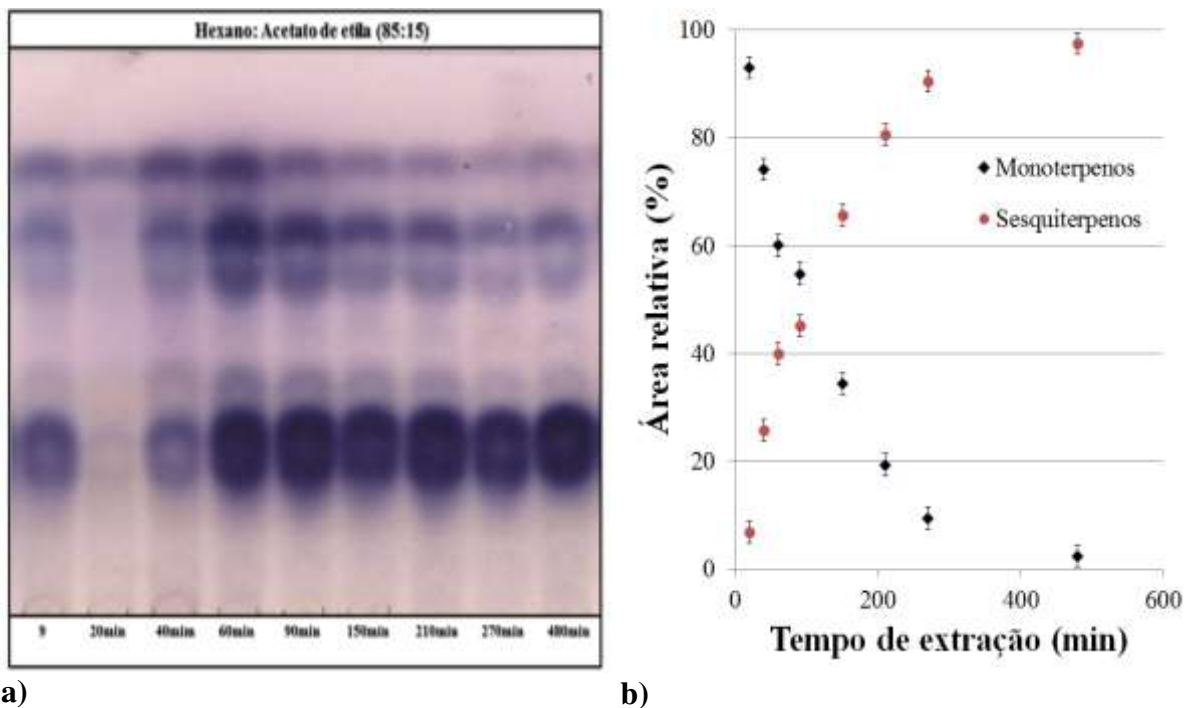 Hexano: Acetato de etila (85:15)
9 20min 40min 60min 90min 150min 210min 270min 480min
a)
100
80
60
40
20
0
Área relativa (%)
Monoterpenos
Sesquiterpenos
0 200 400 600
Tempo de extração (min)
b)